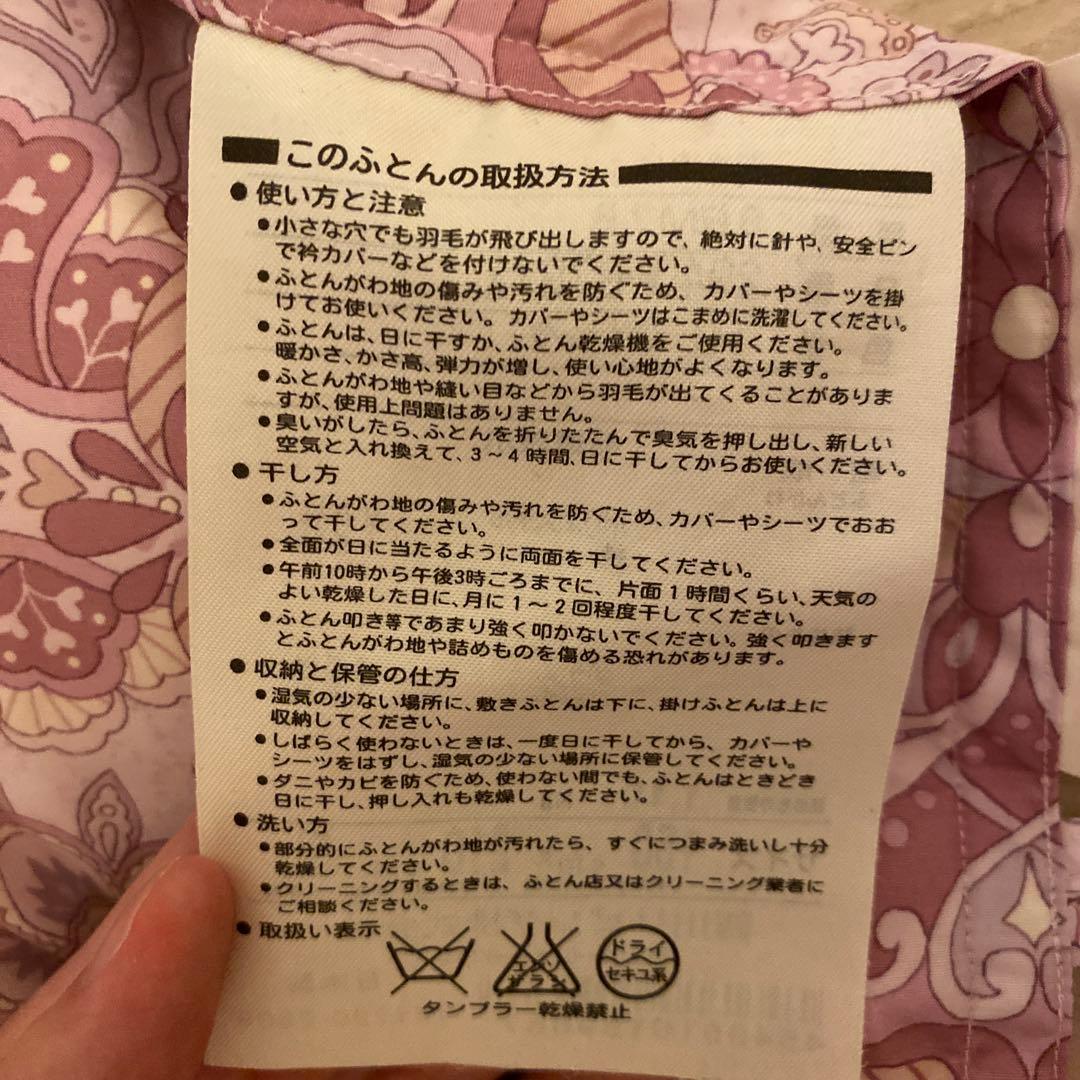 このふとんの取扱方法
● 使い方と注意
●小さな穴でも羽毛が飛び出しますので、絶対に針や、安全ピン
で衿カバーなどを付けないでください。
●ふとんがわ地の傷みや汚れを防ぐため、カバーやシーツを掛
けてお使いください。カバーやシーツはこまめに洗濯してください。
●ふとんは、日に干すか、ふとん乾燥機をご使用ください。
暖かさ、かさ高、弾力が増し、使い心地がよくなります。
●ふとんがわ地や縫い目などから羽毛が出てくることがありま
すが、使用上問題はありません。
●臭いがしたら、ふとんを折りたたんで臭気を押し出し、新しい
空気と入れ換えて、3～4時間、日に干してからお使いください。
● 干し方
●ふとんがわ地の傷みや汚れを防ぐため、カバーやシーツでおお
って干してください。
●全面が日に当たるように両面を干してください。
●午前10時から午後3時ごろまでに、片面1時間くらい、天気の
よい乾燥した日に、月に1～2回程度干してください。
●ふとん叩き等であまり強く叩かないでください。強く叩きます
とふとんがわ地や詰めものを傷める恐れがあります。
● 収納と保管の仕方
●湿気の少ない場所に、敷きふとんは下に、掛けふとんは上に
収納してください。
●しばらく使わないときは、一度日に干してから、カバーや
シーツをはずし、湿気の少ない場所に保管してください。
●ダニやカビを防ぐため、使わない間でも、ふとんはときどき
日に干し、押し入れも乾燥してください。
● 洗い方
●部分的にふとんがわ地が汚れたら、すぐにつまみ洗いし十分
乾燥してください。
●クリーニングするときは、ふとん店又はクリーニング業者に
ご相談ください。
● 取扱い表示
エンソ
サラシ
ドライ
セキユ系
タンブラー乾燥禁止